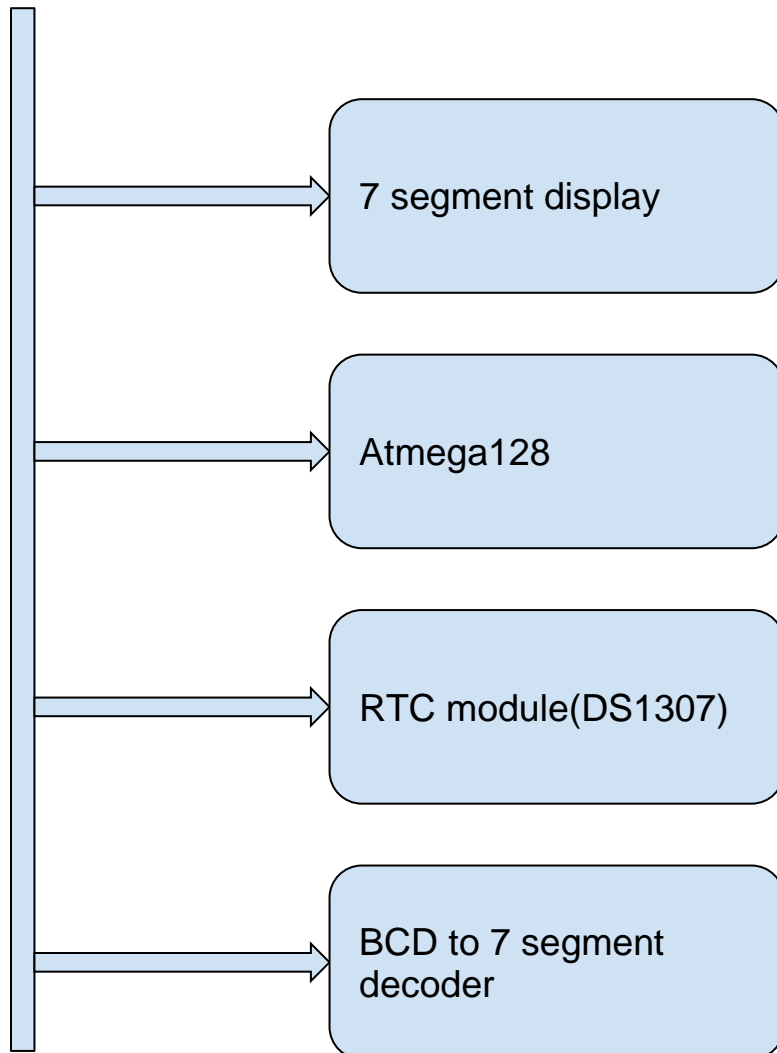 7 segment display
Atmega128
RTC module(DS1307)
BCD to 7 segment
decoder